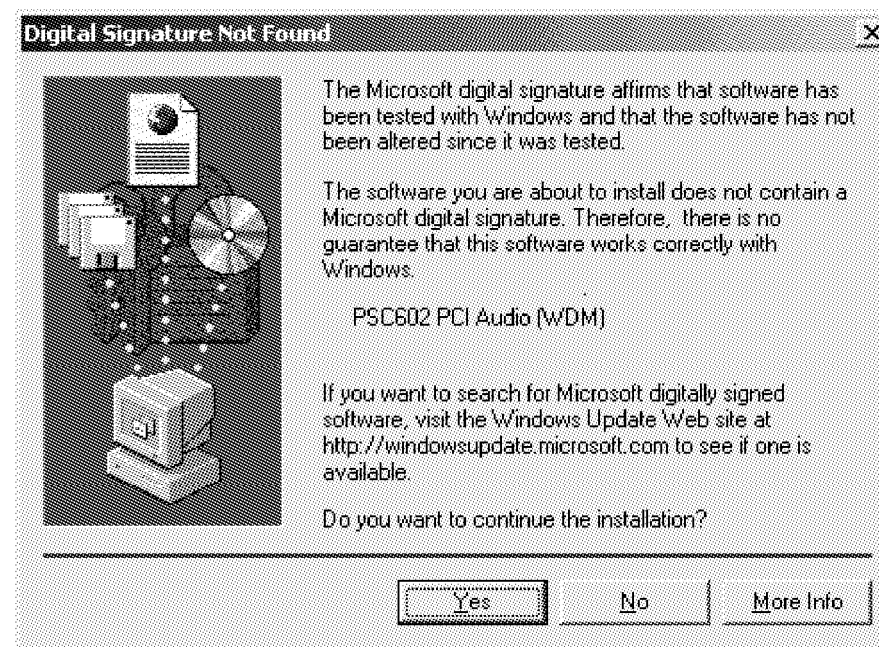 Digital Signature Not Found
The Microsoft digital signature affirms that software has
been tested with Windows and that the software has not
been altered since it was tested.
The software you are about to install does not contain a
Microsoft digital signature. Therefore, there is no
guarantee that this software works correctly with
Windows.
PSC602 PCI Audio (WDM)
If you want to search for Microsoft digitally signed
software, visit the Windows Update Web site at
http://windowsupdate.microsoft.com to see if one is
available.
Do you want to continue the installation?
Yes No More Info